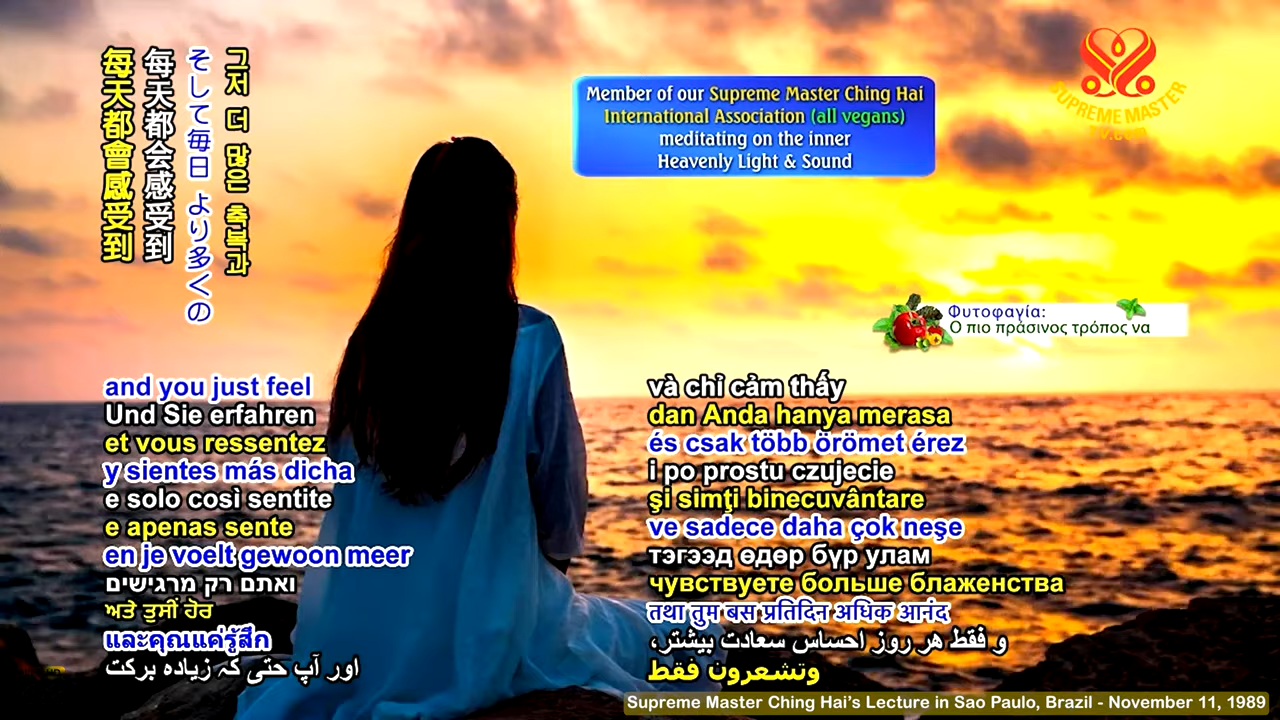 每天都會感受到
每天都会感受到
そして毎日 より多くの
그저 더 많은 축복과
Member of our Supreme Master Ching Hai
International Association (all vegans)
meditating on the inner
Heavenly Light & Sound
SUPREME MASTER
TV.com
Φυτοφαγία:
Ο πιο πράσινος τρόπος να
and you just feel
Und Sie erfahren
et vous ressentez
y sientes más dicha
e solo così sentite
e apenas sente
en je voelt gewoon meer
ואתם רק מרגישים
ਅਤੇ ਤੁਸੀਂ ਹੋਰ
และคุณแค่รู้สึก
اور آپ حتی کہ زیادہ برکت
và chỉ cảm thấy
dan Anda hanya merasa
és csak több örömet érez
i po prostu czujecie
şi simţi binecuvântare
ve sadece daha çok neşe
тэгээд өдөр бүр улам
чувствуете больше блаженства
तथा तुम बस प्रतिदिन अधिक आनंद
و فقط هر روز احساس سعادت بیشتر،
وتشعرون فقط
Supreme Master Ching Hai’s Lecture in Sao Paulo, Brazil - November 11, 1989